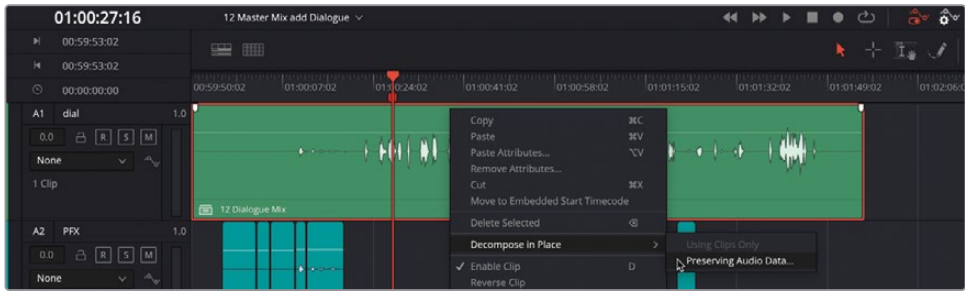 01:00:27:16
12 Master Mix add Dialogue
00:59:53:02
00:59:53:02
00:00:00:00
00:59:50:02 01:00:07:02 01:00:24:02 01:00:41:02 01:00:58:02 01:01:15:02 01:01:32:02 01:01:49:02 01:02:06:0
A1 dial 1.0
0.0 R S M
None
1 Clip
12 Dialogue Mix
Copy ⌘C
Paste ⌘V
Paste Attributes... ⌥V
Remove Attributes...
Cut ⌘X
Move to Embedded Start Timecode
Delete Selected ⌫
Decompose in Place >
Using Clips Only
Preserving Audio Data...
✓ Enable Clip D
Reverse Clip
A2 PFX 1.0
0.0 R S M
None